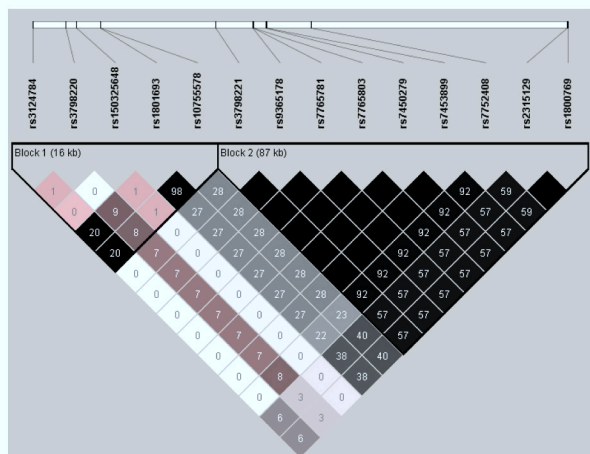 rs3124784
rs3798220
rs150325648
rs1801693
rs10755578
rs3798221
rs9365178
rs7765781
rs7765803
rs7450279
rs7453899
rs7752408
rs2315129
rs1800769
Block 1 (16 kb)
Block 2 (87 kb)
1 0 1 98 28 92 59
0 9 1 27 28 92 57 59
20 8 0 27 28 92 57 57
20 7 0 27 28 92 57 57
0 7 0 27 28 92 57 57
0 7 0 27 28 92 57 57
0 7 0 27 23 57 57
0 7 0 22 40 57
0 7 0 38 40
0 8 0 38
0 3 0
6 3
6